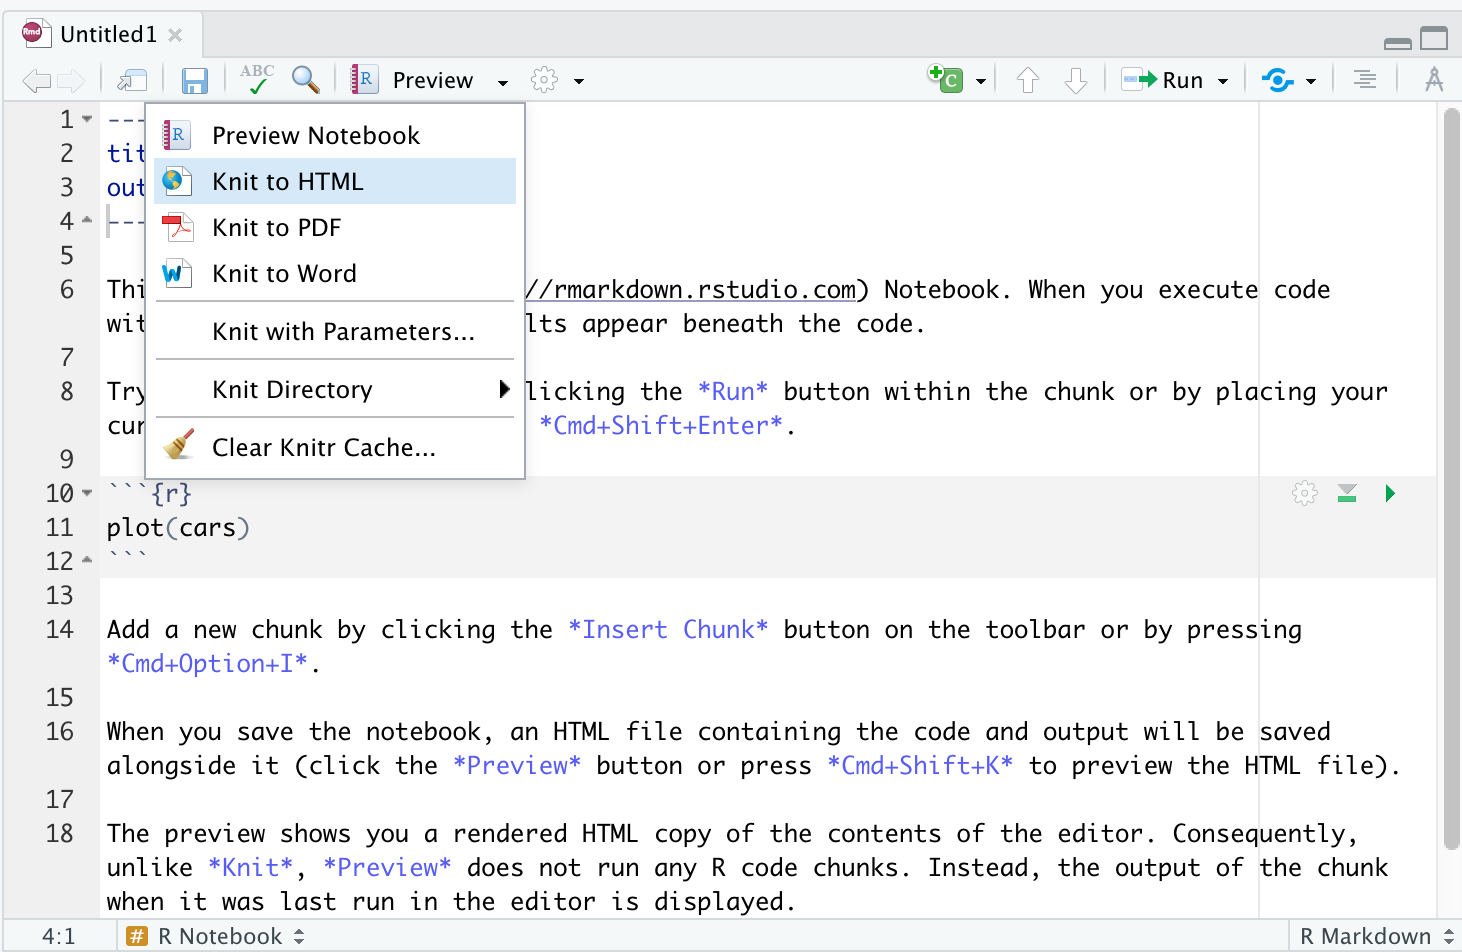 Rmd Untitled1
ABC R Preview C Run
1 ---
2 tit
3 out
4 ---
Preview Notebook
Knit to HTML
Knit to PDF
Knit to Word
Knit with Parameters...
Knit Directory
Clear Knitr Cache...
5
6 Thi //rmarkdown.rstudio.com) Notebook. When you execute code
wit lts appear beneath the code.
7
8 Try licking the *Run* button within the chunk or by placing your
cur *Cmd+Shift+Enter*.
9
10 ```{r}
11 plot(cars)
12 ```
13
14 Add a new chunk by clicking the *Insert Chunk* button on the toolbar or by pressing
*Cmd+Option+I*.
15
16 When you save the notebook, an HTML file containing the code and output will be saved
alongside it (click the *Preview* button or press *Cmd+Shift+K* to preview the HTML file).
17
18 The preview shows you a rendered HTML copy of the contents of the editor. Consequently,
unlike *Knit*, *Preview* does not run any R code chunks. Instead, the output of the chunk
when it was last run in the editor is displayed.
4:1 # R Notebook R Markdown